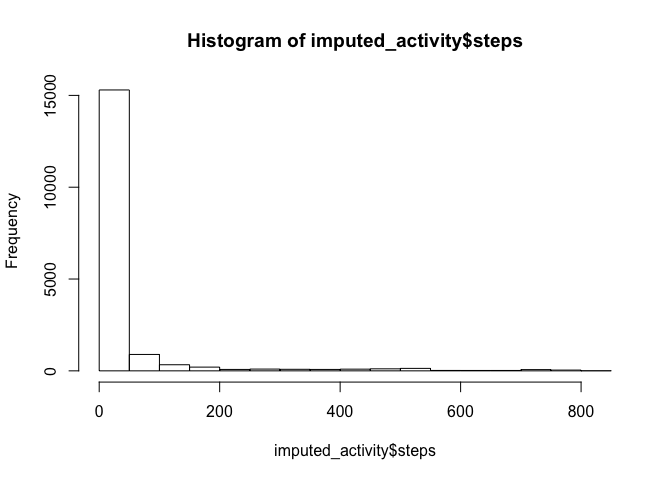 Histogram of imputed_activity$steps
Frequency
15000
10000
5000
0
0 200 400 600 800
imputed_activity$steps